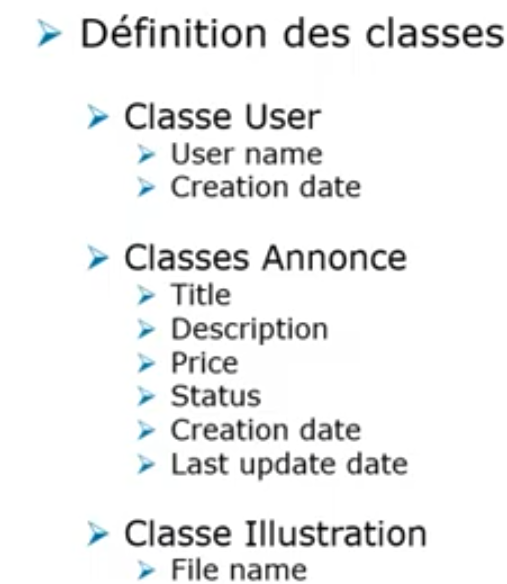 Définition des classes
Classe User
User name
Creation date
Classes Annonce
Title
Description
Price
Status
Creation date
Last update date
Classe Illustration
File name